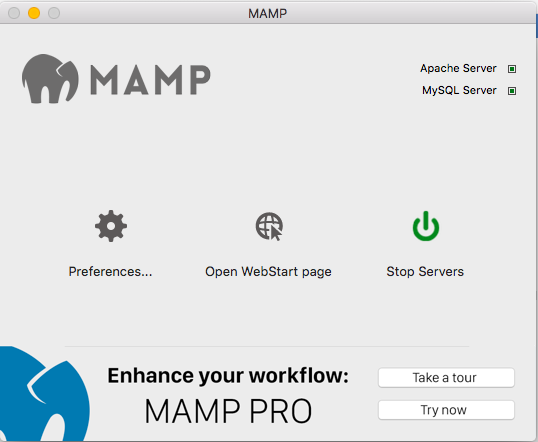 MAMP
MAMP
Apache Server
MySQL Server
Preferences...
Open WebStart page
Stop Servers
Enhance your workflow:
MAMP PRO
Take a tour
Try now